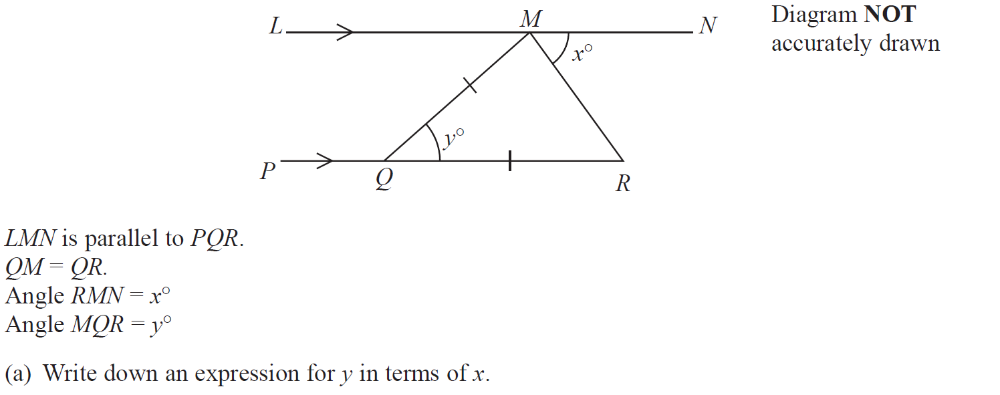 L M N Diagram NOT
accurately drawn
x°
y°
P Q R
LMN is parallel to PQR.
QM = QR.
Angle RMN = x°
Angle MQR = y°
(a) Write down an expression for y in terms of x.